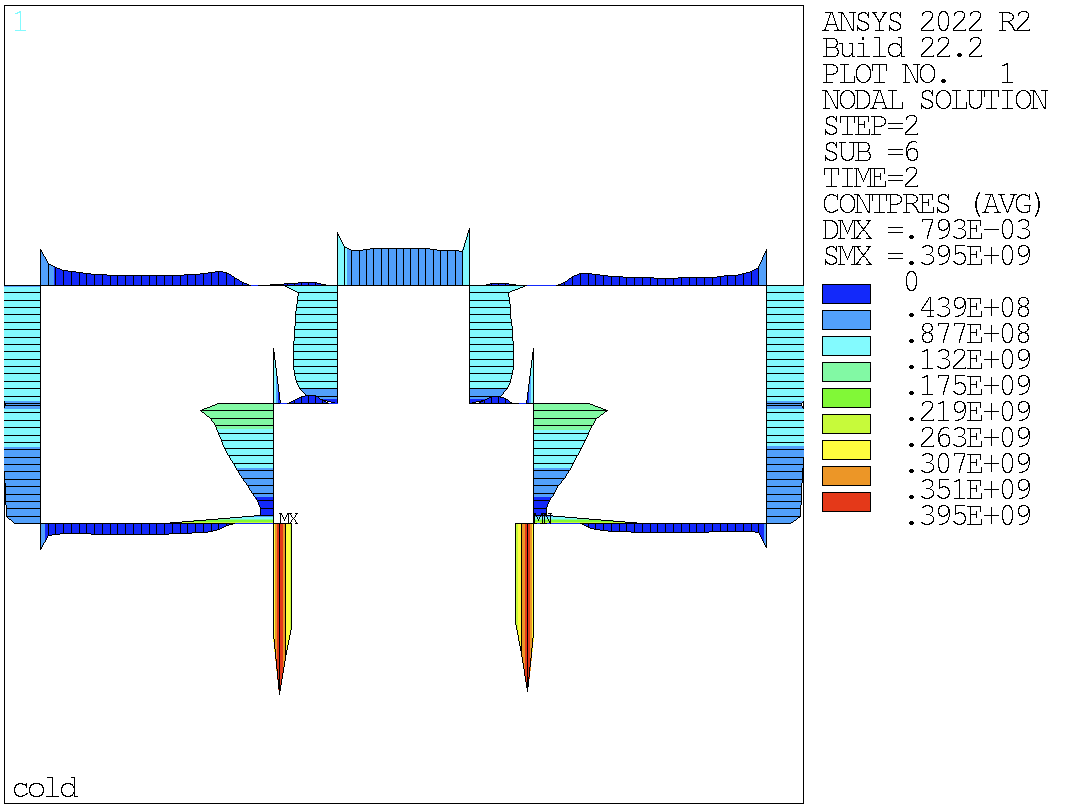 1
ANSYS 2022 R2
Build 22.2
PLOT NO. 1
NODAL SOLUTION
STEP=2
SUB =6
TIME=2
CONTPRES (AVG)
DMX =.793E-03
SMX =.395E+09
0
.439E+08
.877E+08
.132E+09
.175E+09
.219E+09
.263E+09
.307E+09
.351E+09
.395E+09
MX
MN
cold